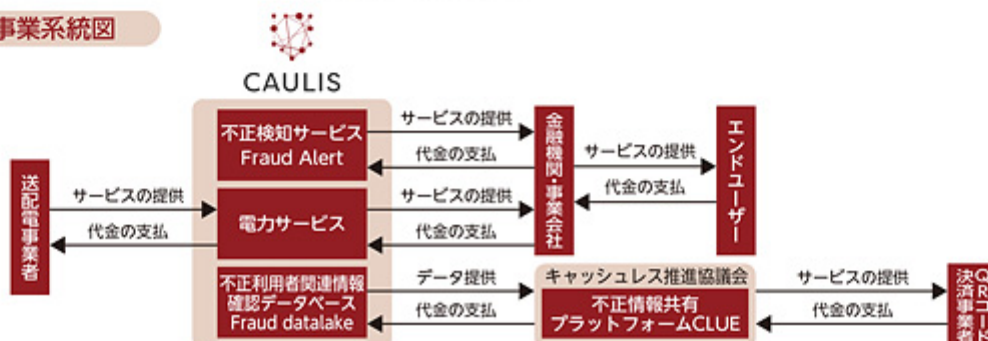 事業系統図
CAULIS
不正検知サービス
Fraud Alert
サービスの提供
代金の支払
金融機関・事業会社
サービスの提供
代金の支払
エンドユーザー
送配電事業者
サービスの提供
代金の支払
電力サービス
サービスの提供
代金の支払
不正利用者関連情報
確認データベース
Fraud datalake
データ提供
代金の支払
キャッシュレス推進協議会
不正情報共有
プラットフォームCLUE
サービスの提供
代金の支払
QRコード
決済事業者